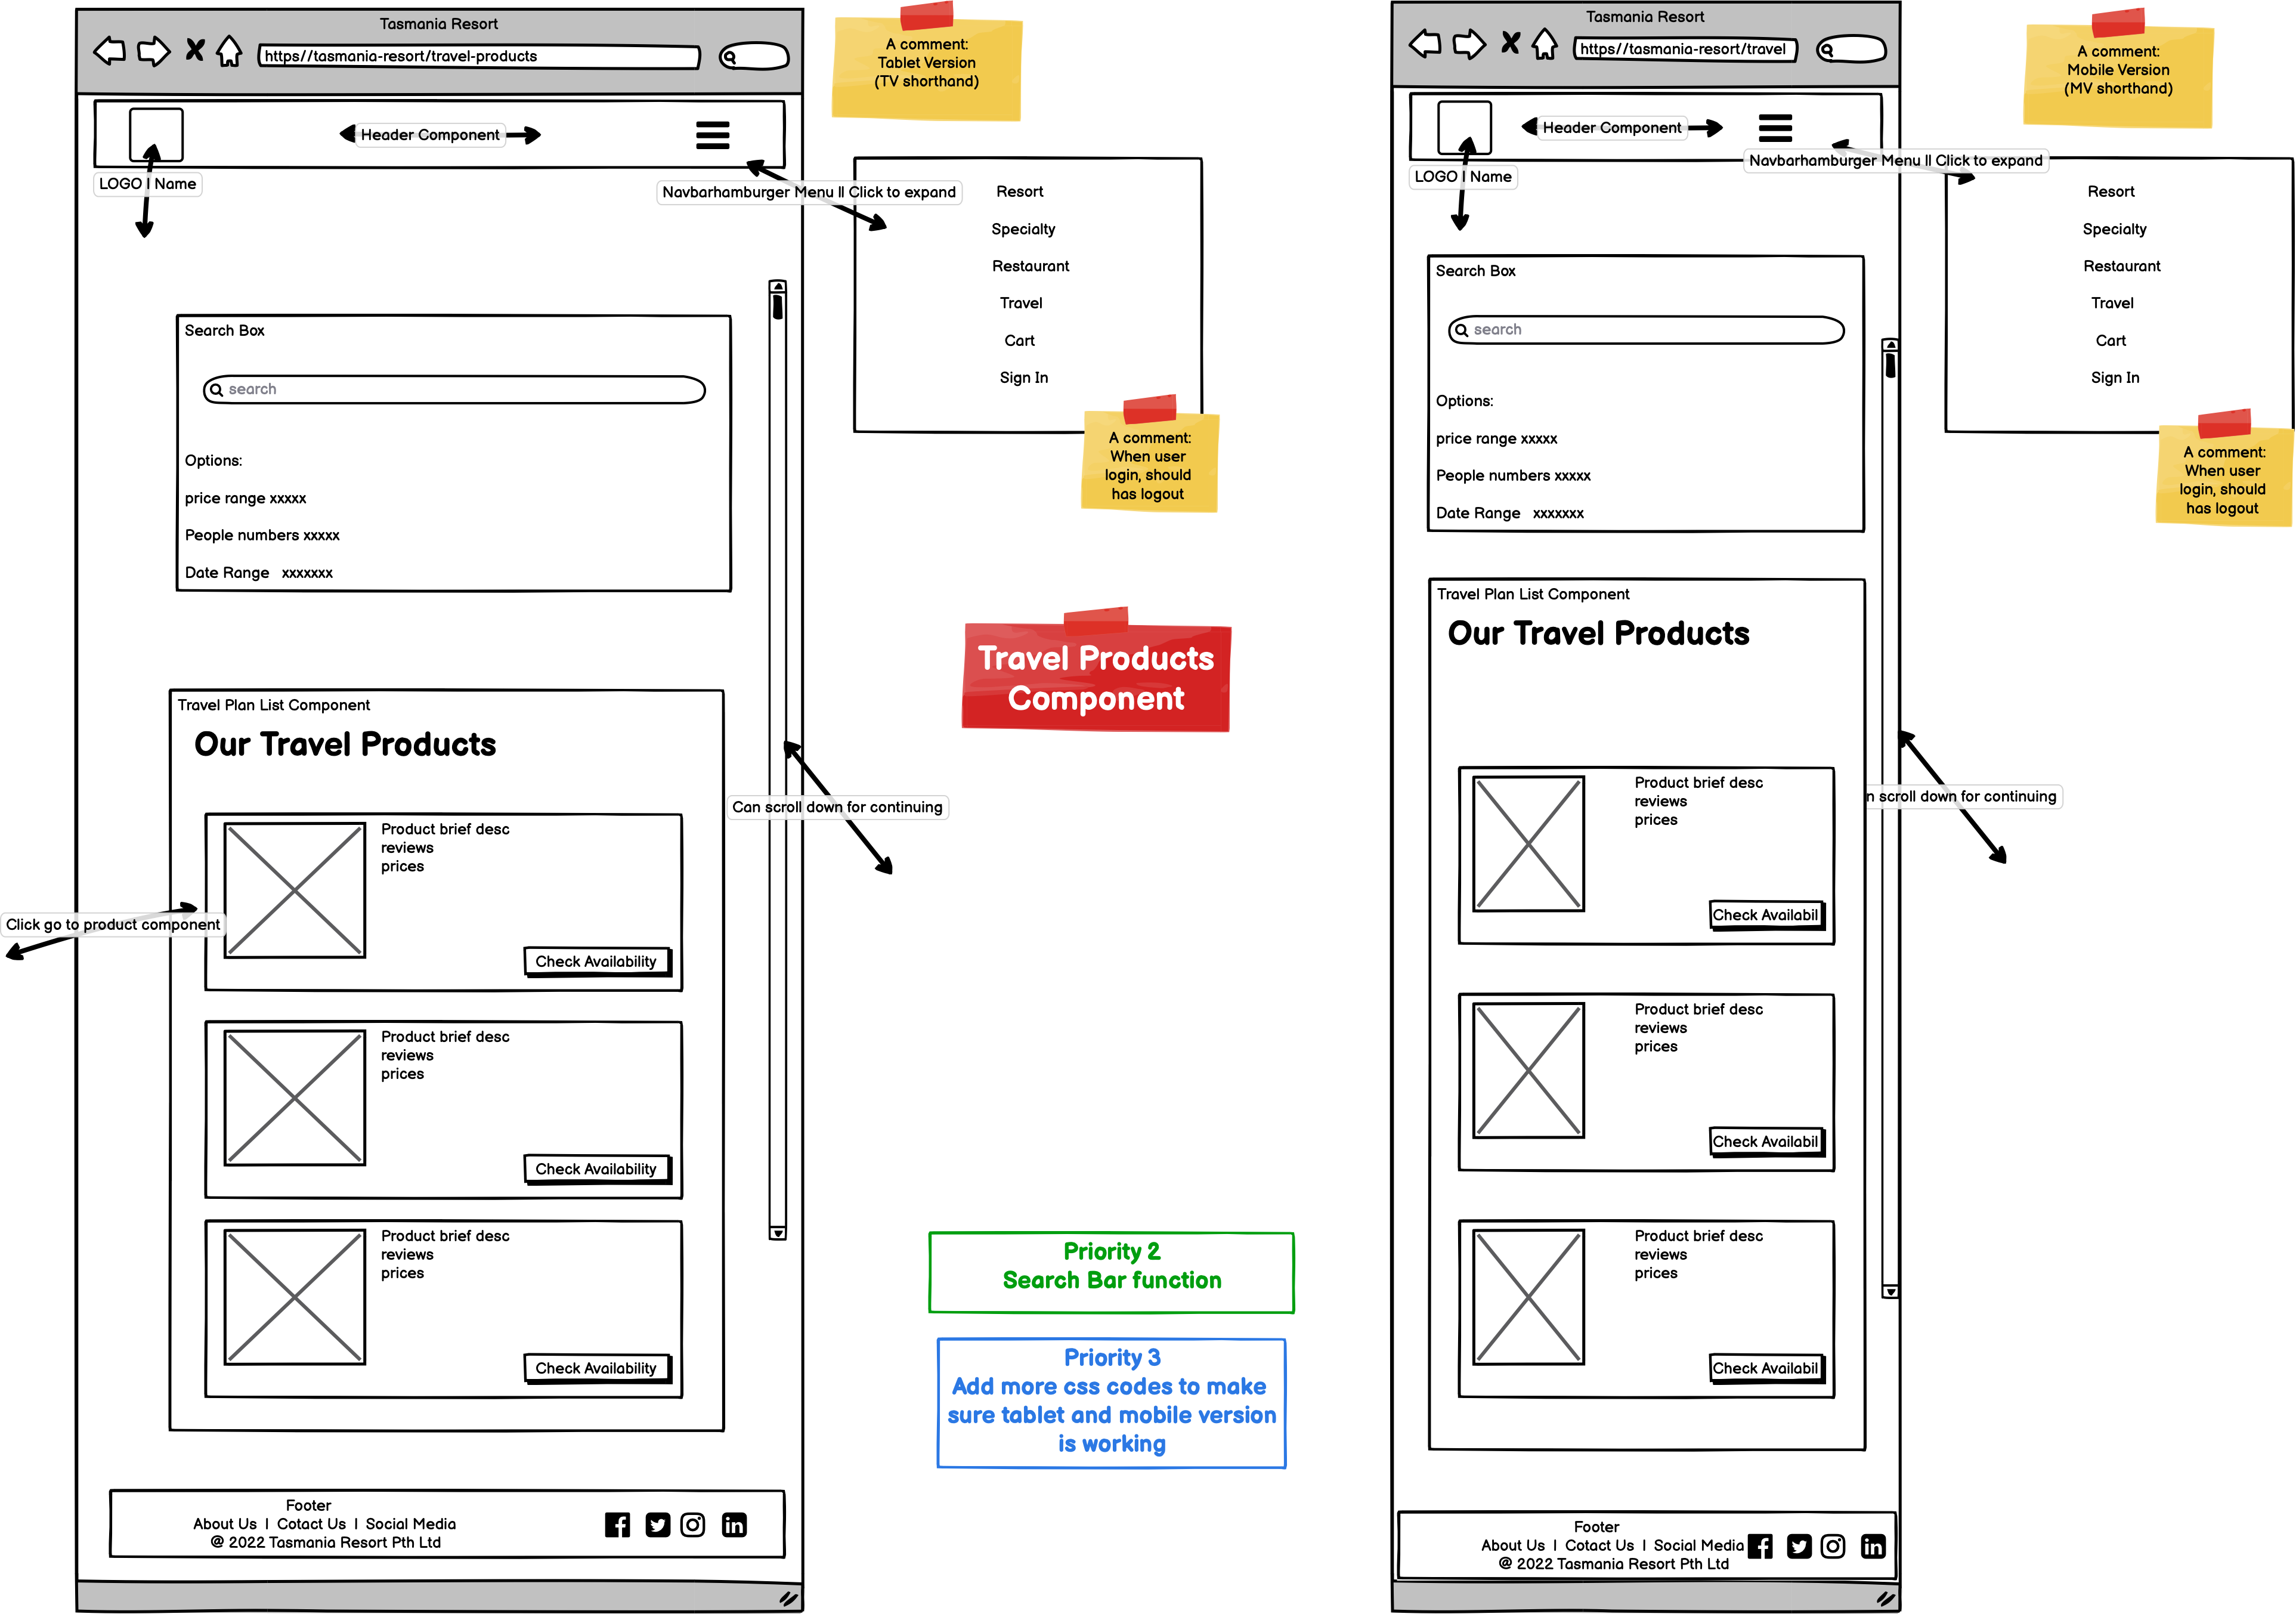 Tasmania Resort
https//tasmania-resort/travel-products
Header Component
LOGO | Name
Navbarhamburger Menu || Click to expand
A comment:
Tablet Version
(TV shorthand)
Resort
Specialty
Restaurant
Travel
Cart
Sign In
A comment:
When user
login, should
has logout
Search Box
search
Options:
price range xxxxx
People numbers xxxxx
Date Range xxxxxxx
Travel Plan List Component
Our Travel Products
Can scroll down for continuing
Click go to product component
Product brief desc
reviews
prices
Check Availability
Product brief desc
reviews
prices
Check Availability
Product brief desc
reviews
prices
Check Availability
Footer
About Us | Cotact Us | Social Media
@ 2022 Tasmania Resort Pth Ltd
Travel Products
Component
Priority 2
Search Bar function
Priority 3
Add more css codes to make
sure tablet and mobile version
is working
Tasmania Resort
https//tasmania-resort/travel
Header Component
LOGO | Name
Navbarhamburger Menu || Click to expand
A comment:
Mobile Version
(MV shorthand)
Resort
Specialty
Restaurant
Travel
Cart
Sign In
A comment:
When user
login, should
has logout
Search Box
search
Options:
price range xxxxx
People numbers xxxxx
Date Range xxxxxxx
Travel Plan List Component
Our Travel Products
n scroll down for continuing
Product brief desc
reviews
prices
Check Availabil
Product brief desc
reviews
prices
Check Availabil
Product brief desc
reviews
prices
Check Availabil
Footer
About Us | Cotact Us | Social Media
@ 2022 Tasmania Resort Pth Ltd